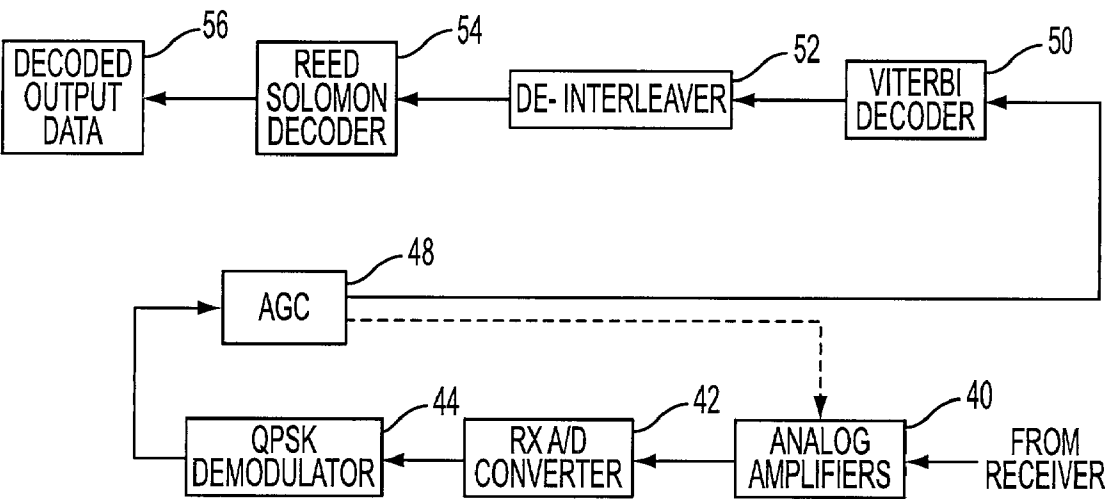 56
DECODED
OUTPUT
DATA
54
REED
SOLOMON
DECODER
52
DE- INTERLEAVER
50
VITERBI
DECODER
48
AGC
44
QPSK
DEMODULATOR
42
RX A/D
CONVERTER
40
ANALOG
AMPLIFIERS
FROM
RECEIVER